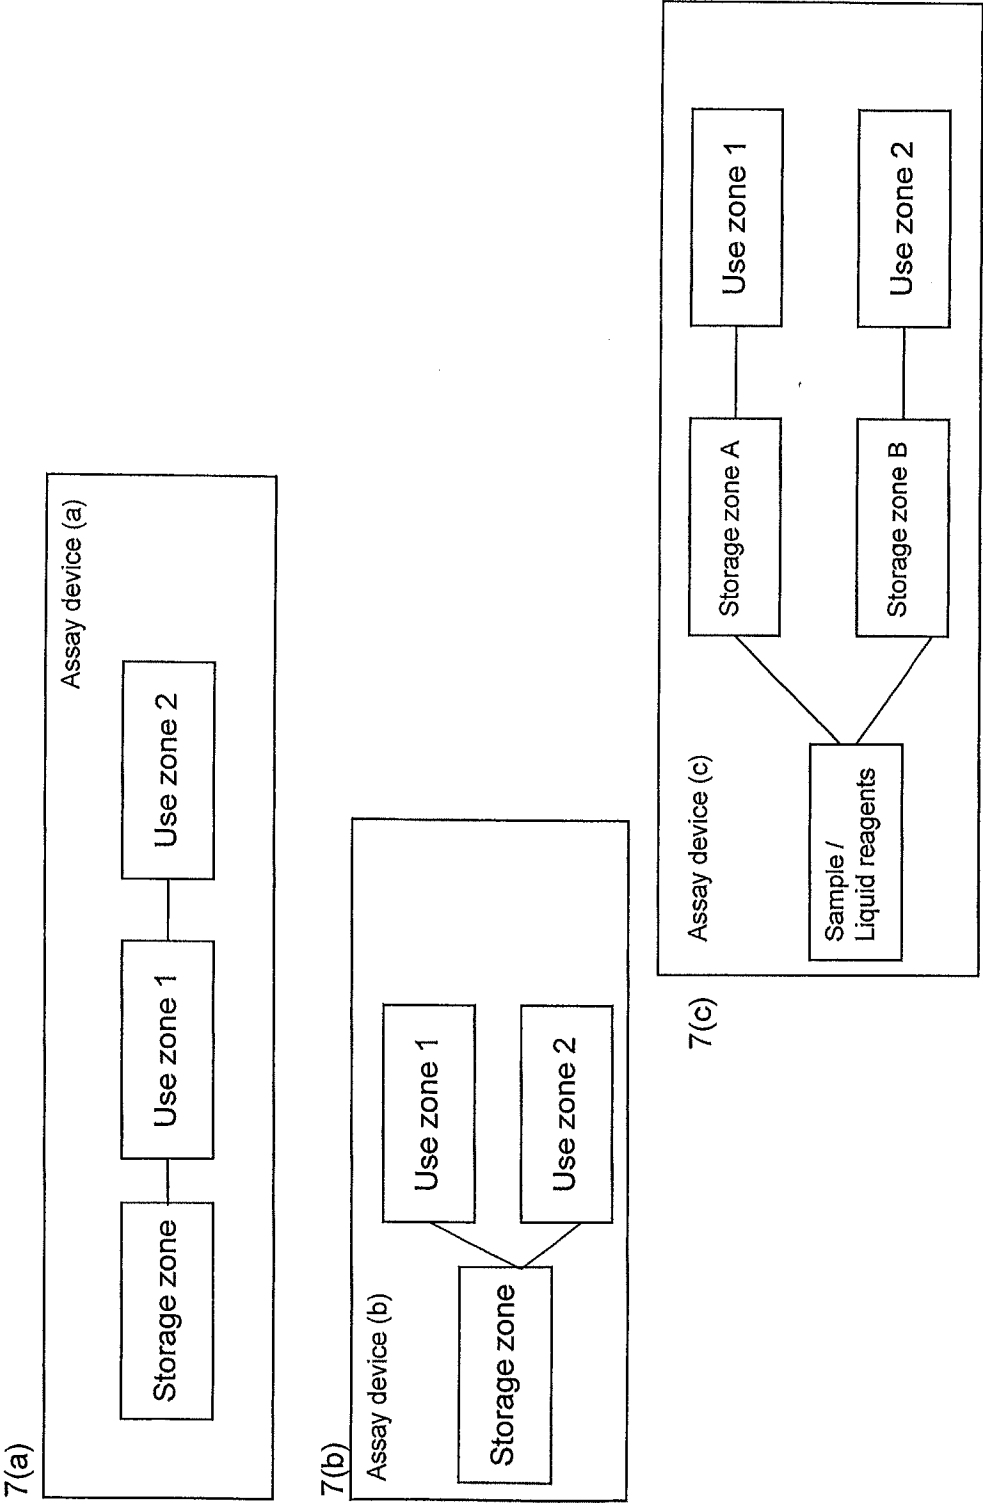 7(a)
Assay device (a)
Storage zone
Use zone 1
Use zone 2
7(b)
Assay device (b)
Storage zone
Use zone 1
Use zone 2
7(c)
Assay device (c)
Sample /
Liquid reagents
Storage zone A
Use zone 1
Storage zone B
Use zone 2